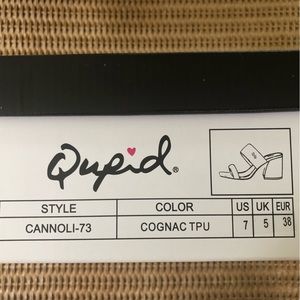 Qupid®
STYLE COLOR US UK EUR
CANNOLI-73 COGNAC TPU 7 5 38